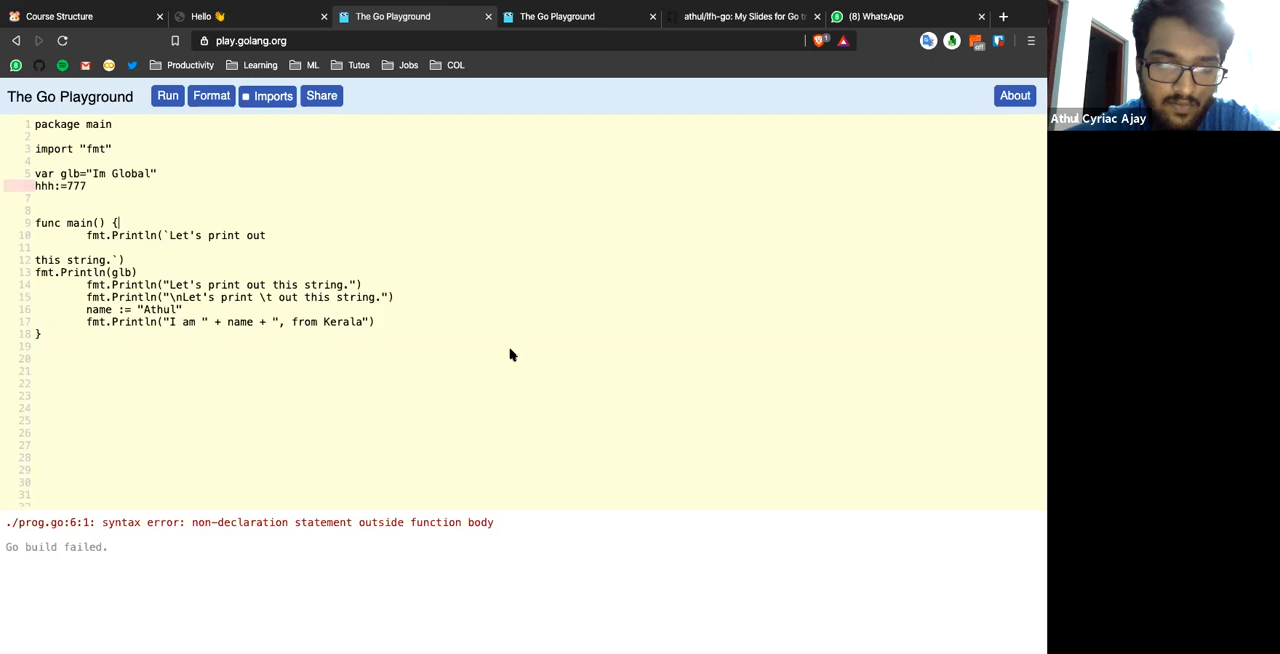 Course Structure
Hello 👋
The Go Playground
The Go Playground
athul/lfh-go: My Slides for Go tr
(8) WhatsApp
play.golang.org
1
off
Productivity
Learning
ML
Tutos
Jobs
COL
The Go Playground
Run
Format
Imports
Share
About
Athul Cyriac Ajay
1 package main
2
3 import "fmt"
4
5 var glb="Im Global"
hhh:=777
7
8
9 func main() {
10 fmt.Println(`Let's print out
11
12 this string.`)
13 fmt.Println(glb)
14 fmt.Println("Let's print out this string.")
15 fmt.Println("\nLet's print \t out this string.")
16 name := "Athul"
17 fmt.Println("I am " + name + ", from Kerala")
18 }
19
20
21
22
23
24
25
26
27
28
29
30
31
./prog.go:6:1: syntax error: non-declaration statement outside function body
Go build failed.